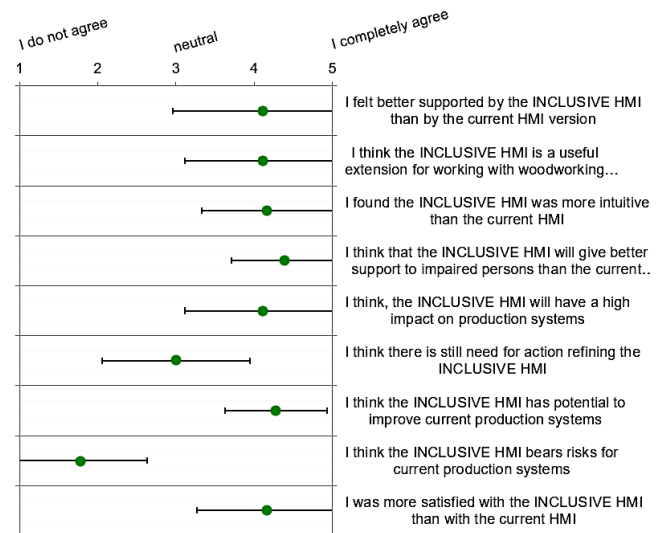 I do not agree
neutral
I completely agree
1 2 3 4 5
I felt better supported by the INCLUSIVE HMI
than by the current HMI version
I think the INCLUSIVE HMI is a useful
extension for working with woodworking…
I found the INCLUSIVE HMI was more intuitive
than the current HMI
I think that the INCLUSIVE HMI will give better
support to impaired persons than the current..
I think, the INCLUSIVE HMI will have a high
impact on production systems
I think there is still need for action refining the
INCLUSIVE HMI
I think the INCLUSIVE HMI has potential to
improve current production systems
I think the INCLUSIVE HMI bears risks for
current production systems
I was more satisfied with the INCLUSIVE HMI
than with the current HMI